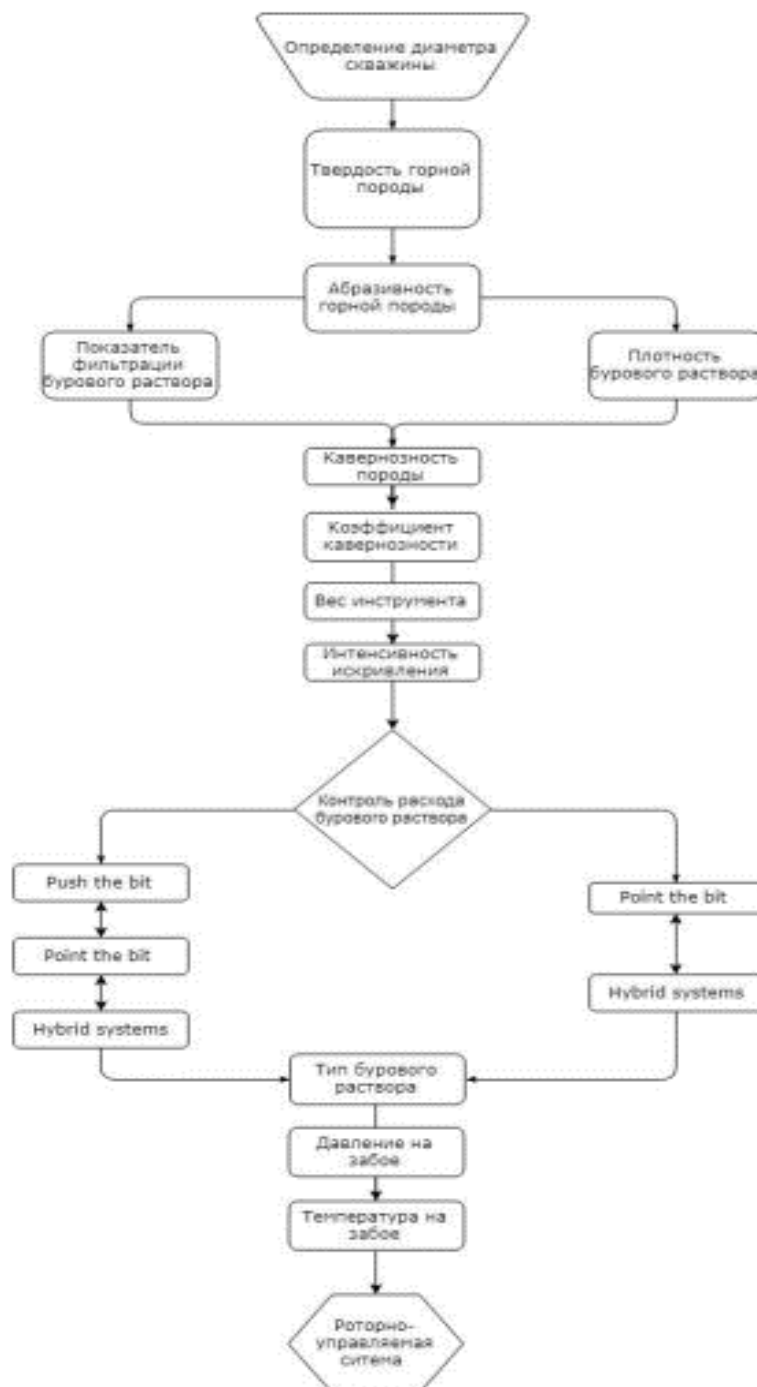 Определение диаметра
скважины
Твердость горной
породы
Абразивность
горной породы
Показатель
фильтрации
бурового раствора
Плотность
бурового раствора
Кавернозность
породы
Коэффициент
кавернозности
Вес инструмента
Интенсивность
искривления
Контроль расхода
бурового раствора
Push the bit
Point the bit
Hybrid systems
Point the bit
Hybrid systems
Тип бурового
раствора
Давление на
забое
Температура на
забое
Роторно-
управляемая
ситема